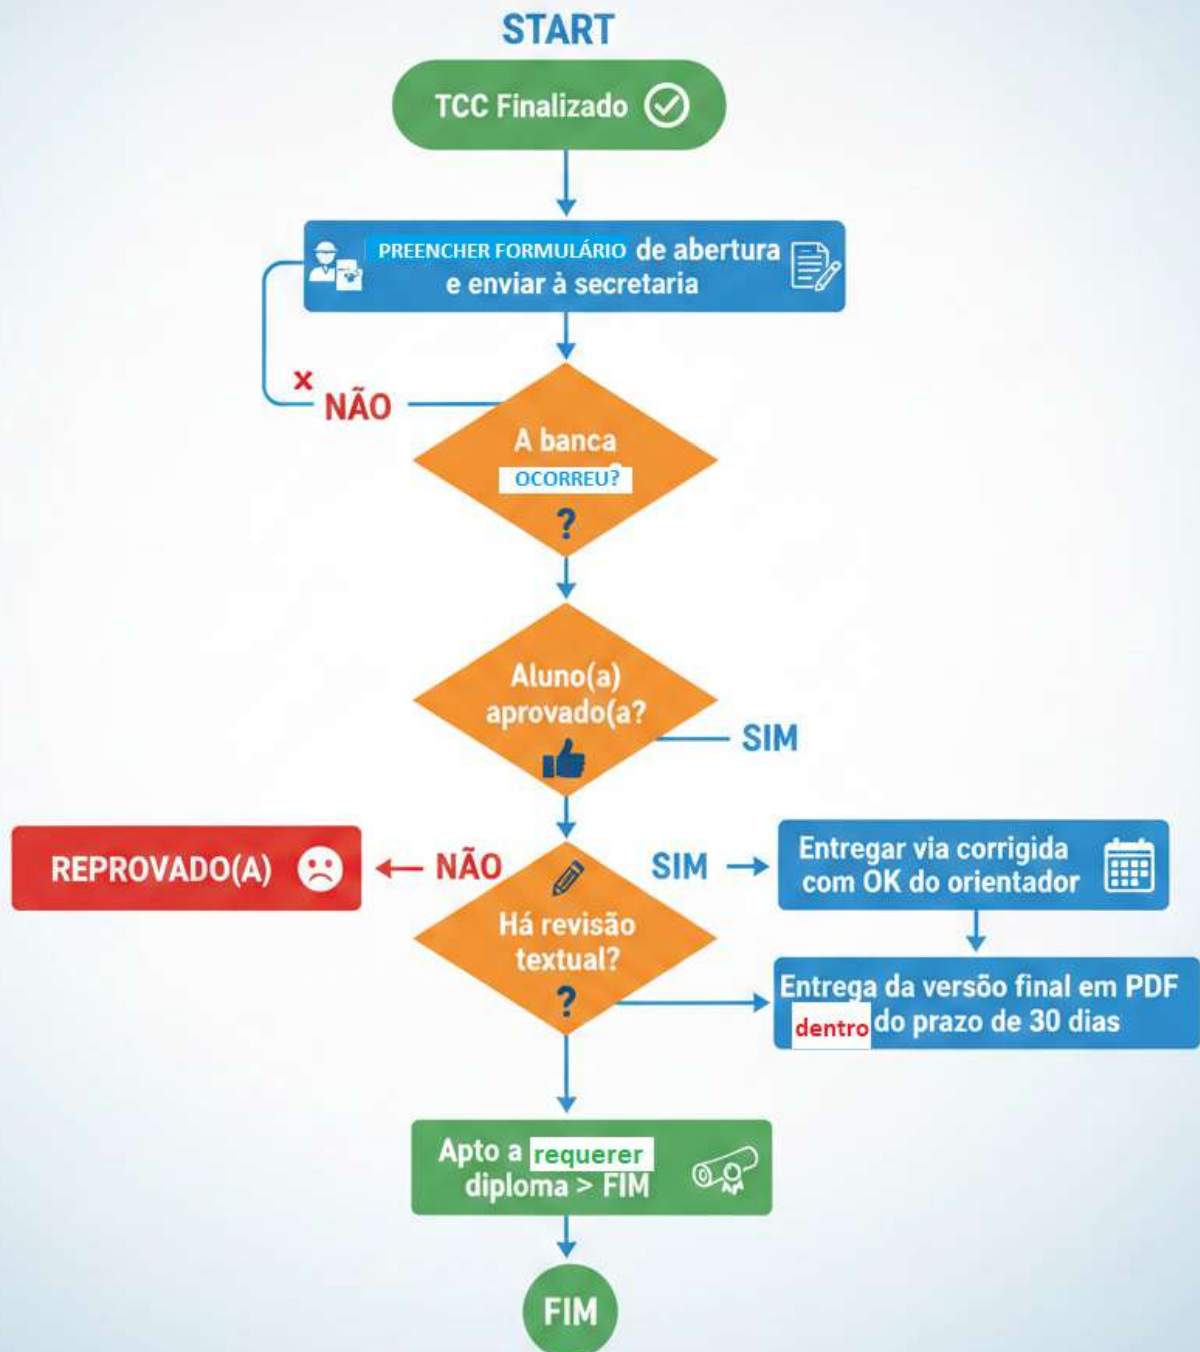 START
TCC Finalizado
PREENCHER FORMULÁRIO de abertura
e enviar à secretaria
x
NÃO
A banca
OCORREU?
?
Aluno(a)
aprovado(a?
SIM
REPROVADO(A)
NÃO
SIM
Entregar via corrigida
com OK do orientador
Há revisão
textual?
?
Entrega da versõo final em PDF
dentro do prazo de 30 dias
Apto a requerer
diploma > FIM
FIM